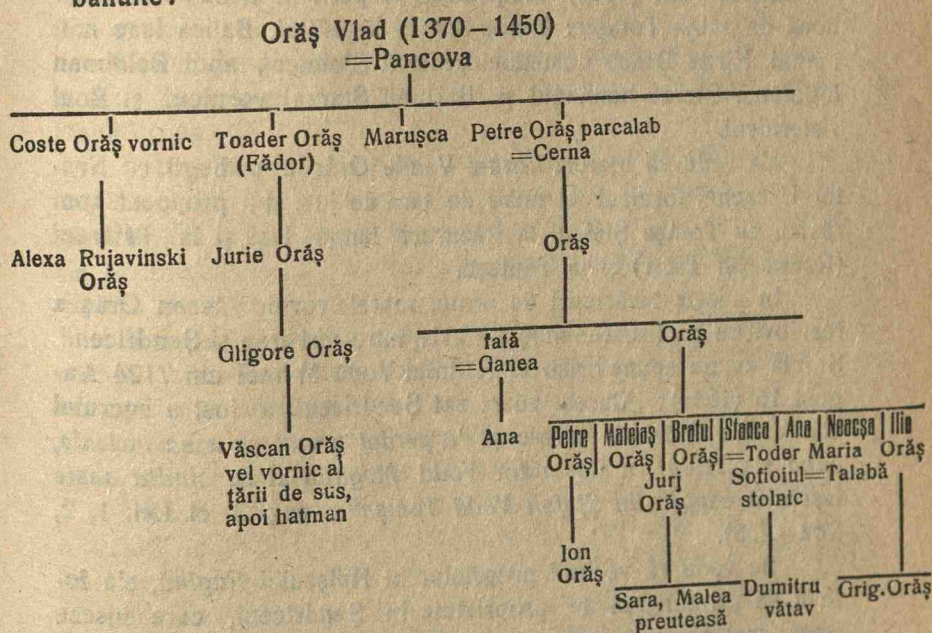 bănuite:
Orăş Vlad (1370–1450)
=Pancova
Coste Orăş vornic Toader Orăş Maruşca Petre Orăş parcalab
(Fădor) =Cerna
Alexa Rujavinski Jurie Orăş Orăş
Orăş
Gligore Orăş fată Orăş
=Ganea
Văscan Orăş Ana Petre Mateiaş Bratul Stanca Ana Neacşa Ilie
vel vornic al Orăş Orăş Orăş =Toder Maria Orăş
ţării de sus, Jurj Sofioiul=Talabă
apoi hatman Orăş stolnic
Ion
Orăş
Sara, Malea Dumitru Grig.Orăş
preuteasă vătav